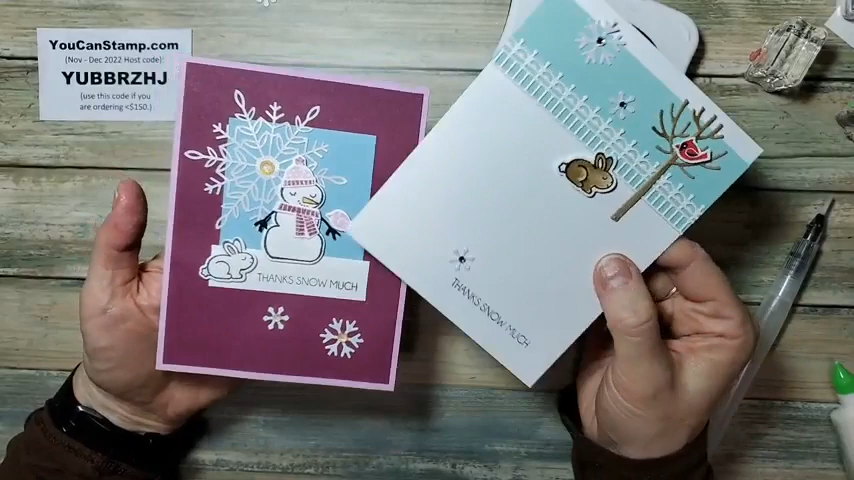 YouCanStamp.com
(Nov - Dec 2022 Host code):
YUBBRZHJ
(use this code if you
are ordering <$150.)
THANKS SNOW MUCH
THANKS SNOW MUCH